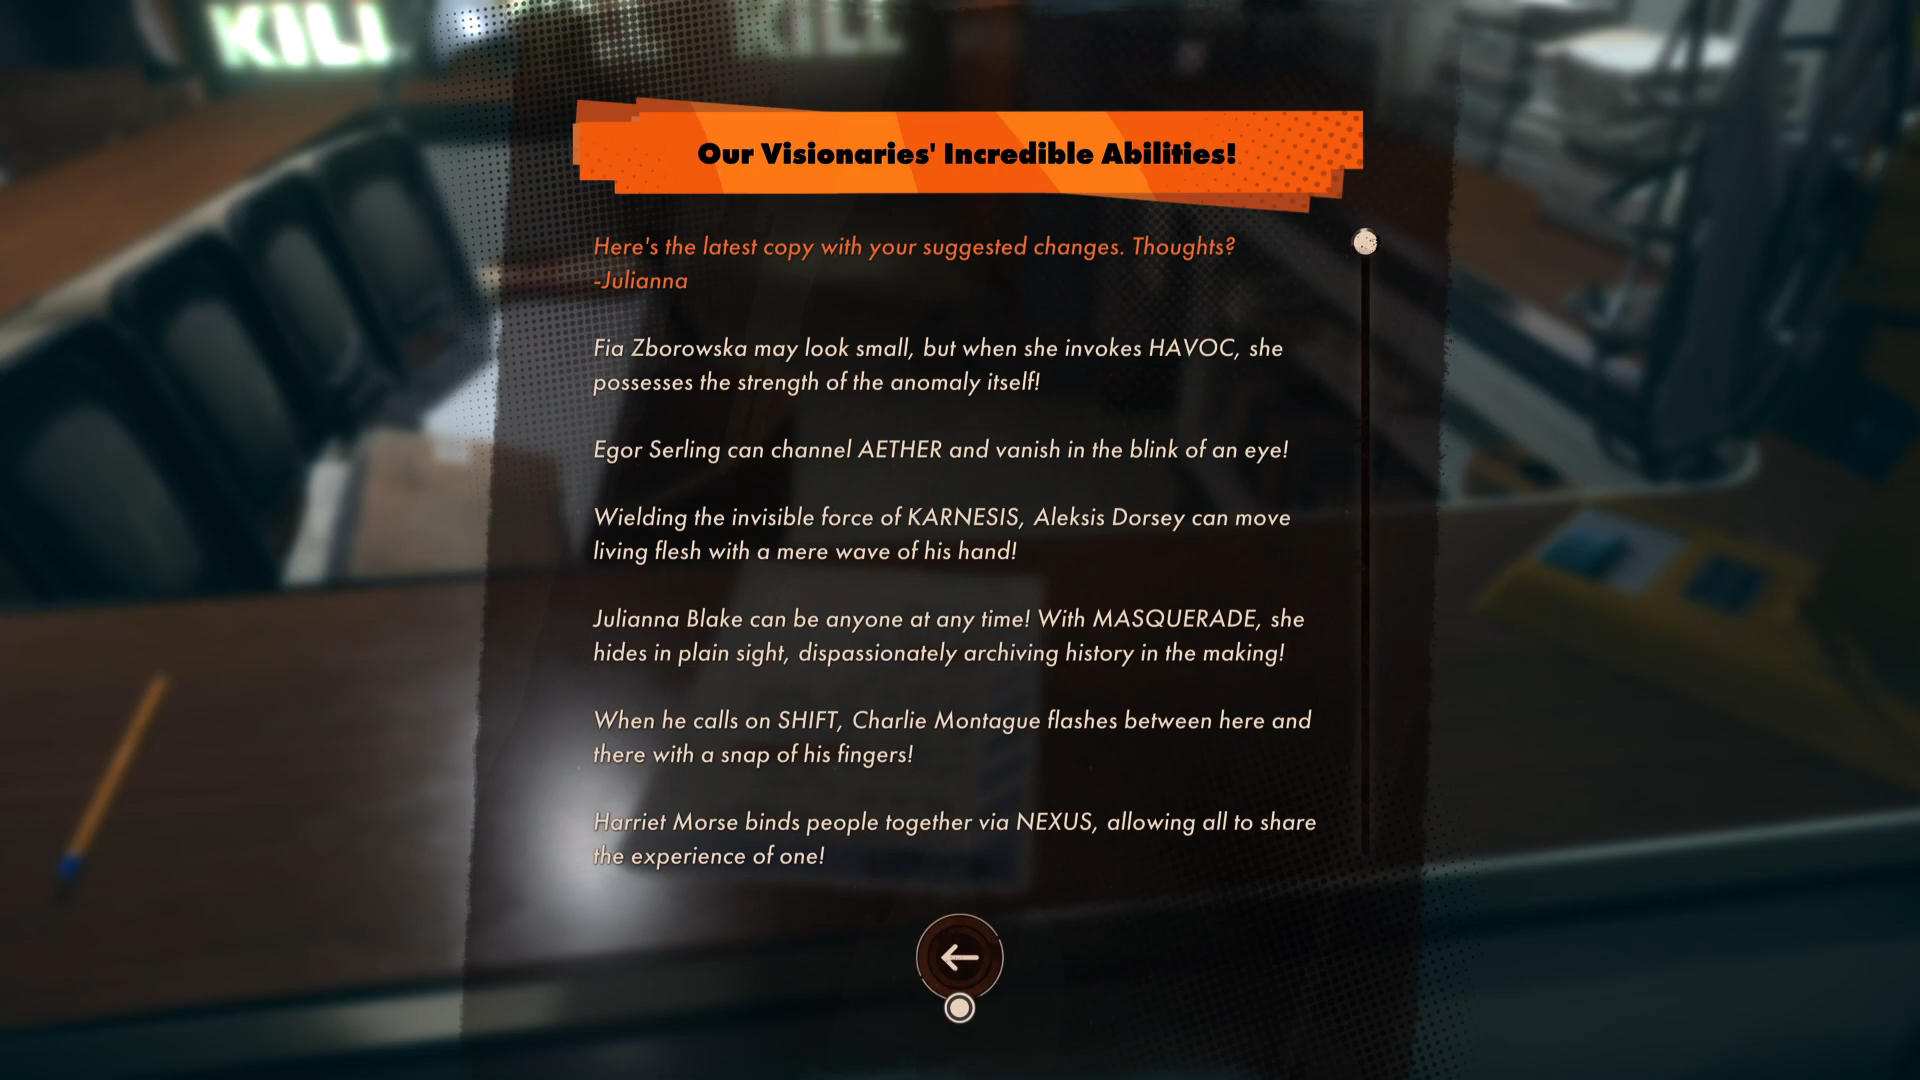 KILL
KILL
Our Visionaries' Incredible Abilities!
Here's the latest copy with your suggested changes. Thoughts?
-Julianna
Fia Zborowska may look small, but when she invokes HAVOC, she
possesses the strength of the anomaly itself!
Egor Serling can channel AETHER and vanish in the blink of an eye!
Wielding the invisible force of KARNESIS, Aleksis Dorsey can move
living flesh with a mere wave of his hand!
Julianna Blake can be anyone at any time! With MASQUERADE, she
hides in plain sight, dispassionately archiving history in the making!
When he calls on SHIFT, Charlie Montague flashes between here and
there with a snap of his fingers!
Harriet Morse binds people together via NEXUS, allowing all to share
the experience of one!